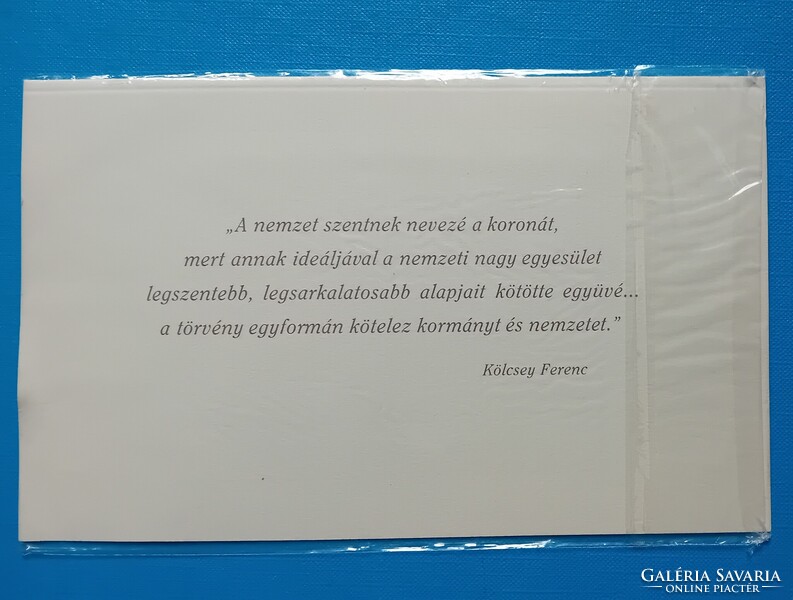 „A nemzet szentnek nevezé a koronát,
mert annak ideáljával a nemzeti nagy egyesület
legszentebb, legsarkalatosabb alapjait kötötte együvé...
a törvény egyformán kötelez kormányt és nemzetet.”
Kölcsey Ferenc
GALÉRIA SAVARIA
ONLINE PIACTÉR